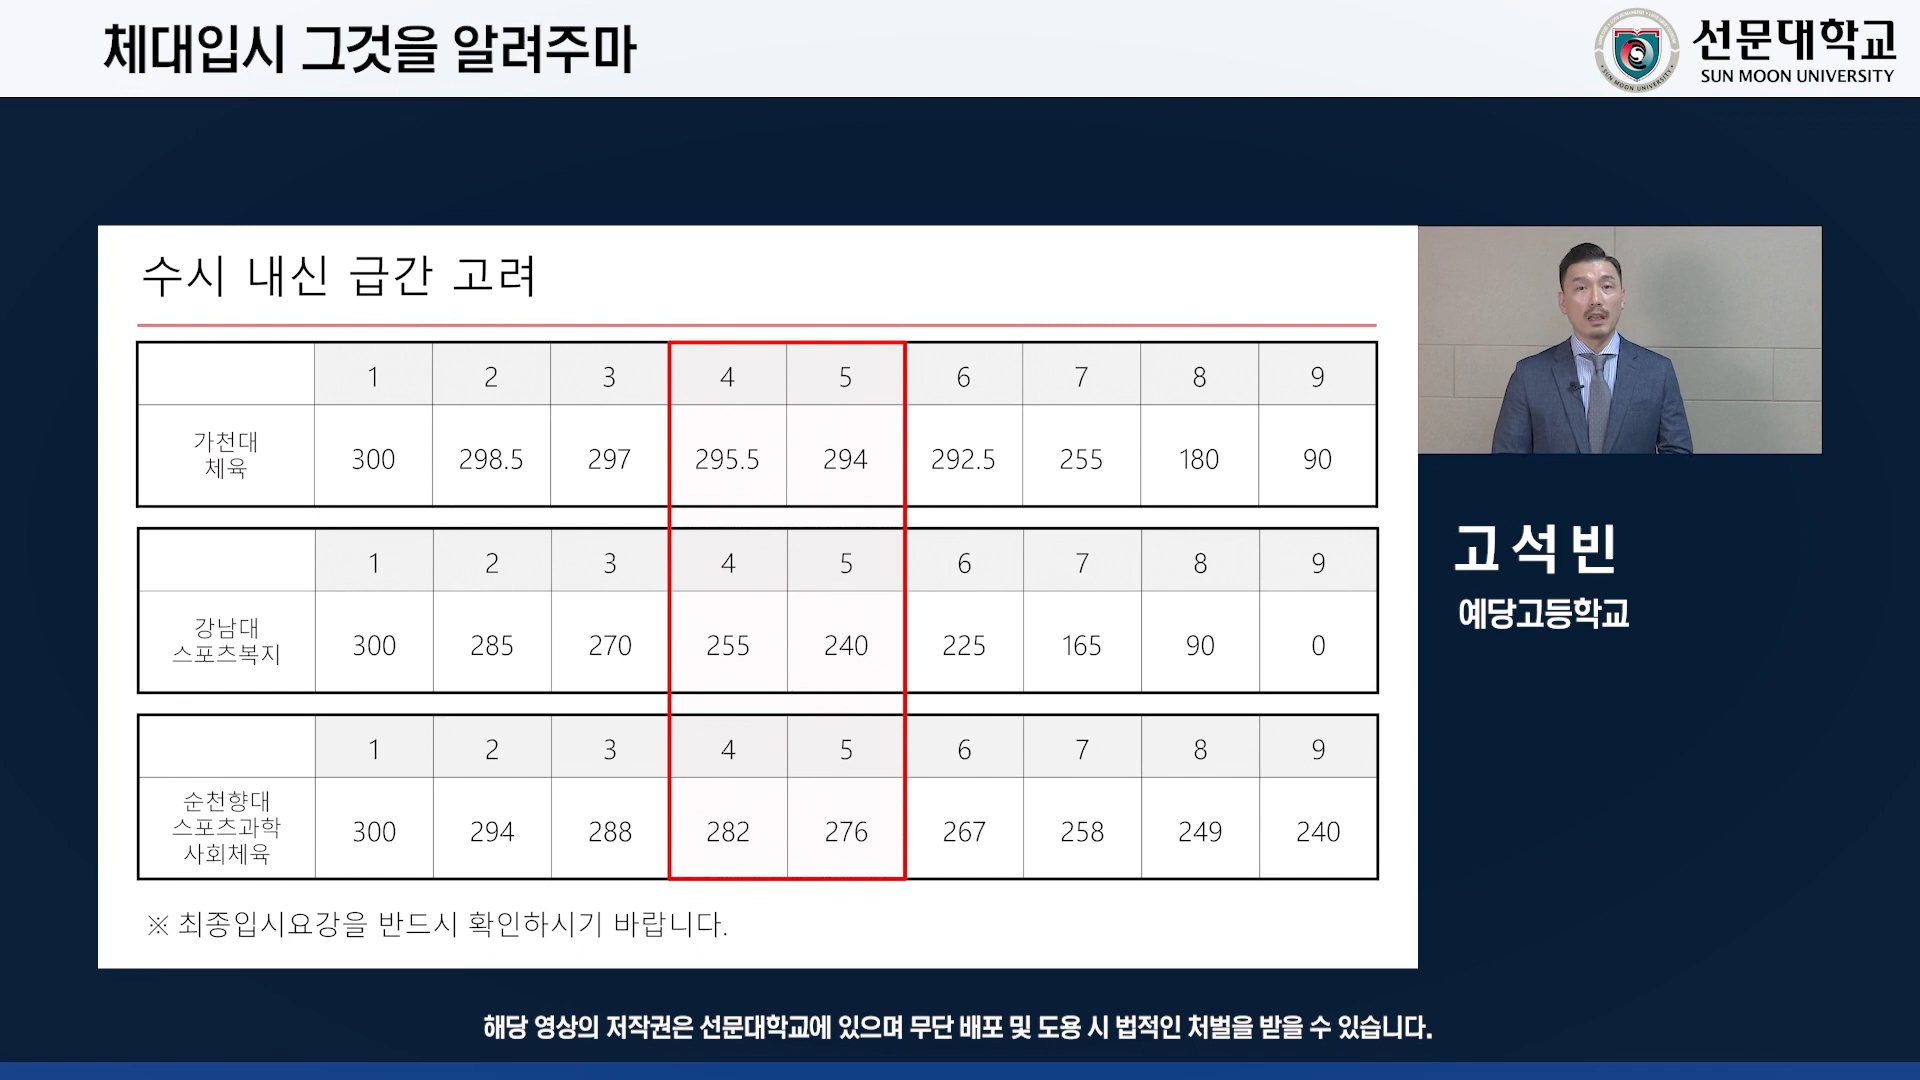 체대입시 그것을 알려주마
선문대학교
SUN MOON UNIVERSITY
수시 내신 급간 고려
1 2 3 4 5 6 7 8 9
가천대
체육
300 298.5 297 295.5 294 292.5 255 180 90
1 2 3 4 5 6 7 8 9
강남대
스포츠복지
300 285 270 255 240 225 165 90 0
1 2 3 4 5 6 7 8 9
순천향대
스포츠과학
사회체육
300 294 288 282 276 267 258 249 240
※ 최종입시요강을 반드시 확인하시기 바랍니다.
고석빈
예당고등학교
해당 영상의 저작권은 선문대학교에 있으며 무단 배포 및 도용 시 법적인 처벌을 받을 수 있습니다.